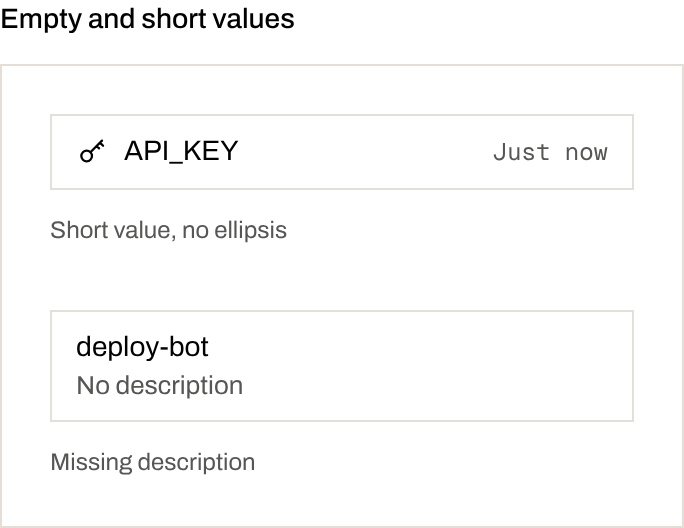 Empty and short values
API_KEY Just now
Short value, no ellipsis
deploy-bot
No description
Missing description